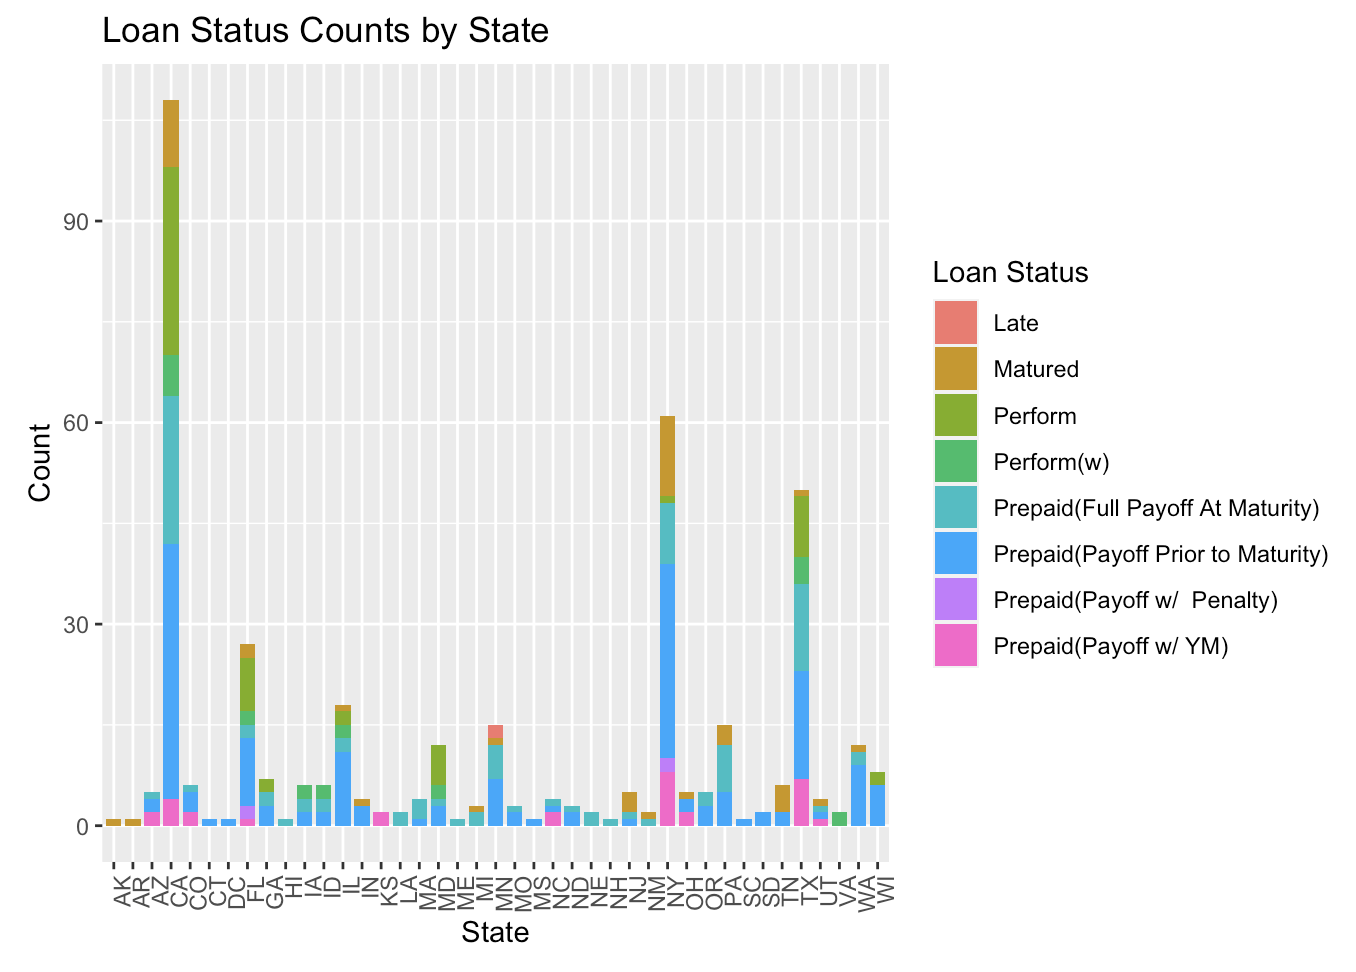 Loan Status Counts by State
Count
90
60
30
0
AK
AR
AZ
CA
CO
CT
DC
FL
GA
HI
IA
ID
IL
IN
KS
LA
MA
MD
ME
MI
MN
MO
MS
NC
ND
NE
NH
NJ
NM
NY
OH
OR
PA
SC
SD
TN
TX
UT
VA
WA
WI
State
Loan Status
Late
Matured
Perform
Perform(w)
Prepaid(Full Payoff At Maturity)
Prepaid(Payoff Prior to Maturity)
Prepaid(Payoff w/  Penalty)
Prepaid(Payoff w/ YM)